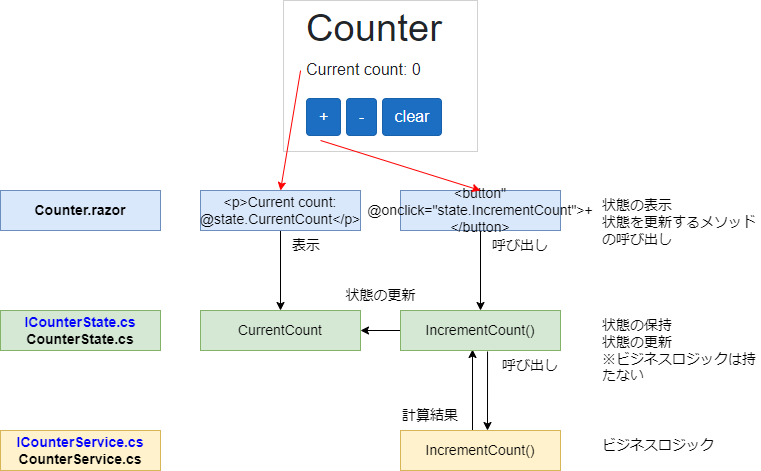 Counter
Current count: 0
+ - clear
Counter.razor
<p>Current count:
@state.CurrentCount</p>
<button"
@onclick="state.IncrementCount">+
</button>
状態の表示
状態を更新するメソッド
の呼び出し
表示
呼び出し
状態の更新
ICounterState.cs
CounterState.cs
CurrentCount
IncrementCount()
状態の保持
状態の更新
※ビジネスロジックは持
たない
呼び出し
計算結果
ICounterService.cs
CounterService.cs
IncrementCount()
ビジネスロジック